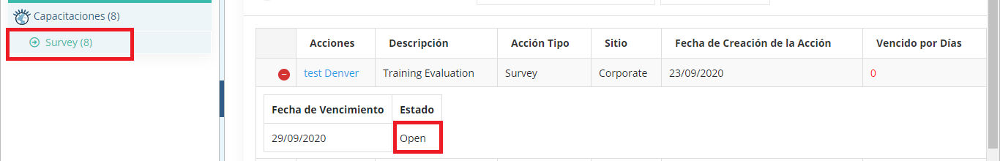 Capacitaciones (8)
Survey (8)
Acciones Descripción Acción Tipo Sitio Fecha de Creación de la Acción Vencido por Días
test Denver Training Evaluation Survey Corporate 23/09/2020 0
Fecha de Vencimiento Estado
29/09/2020 Open